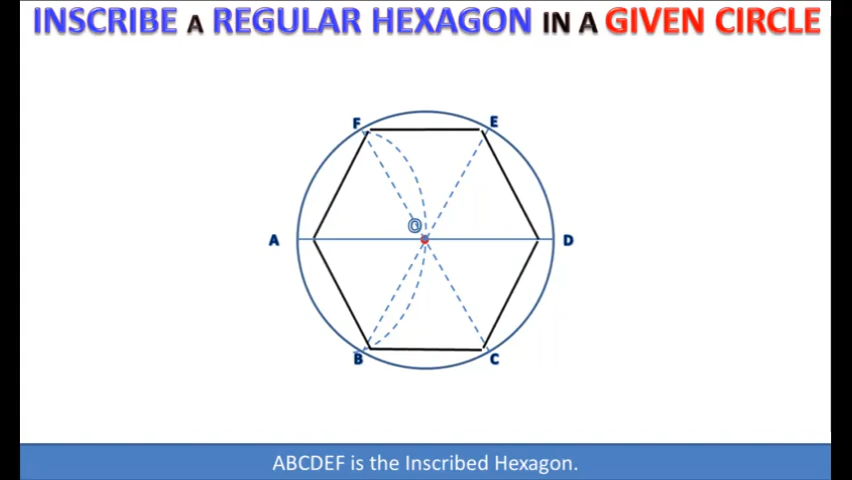 INSCRIBE A REGULAR HEXAGON IN A GIVEN CIRCLE
F E
O
A D
B C
ABCDEF is the Inscribed Hexagon.